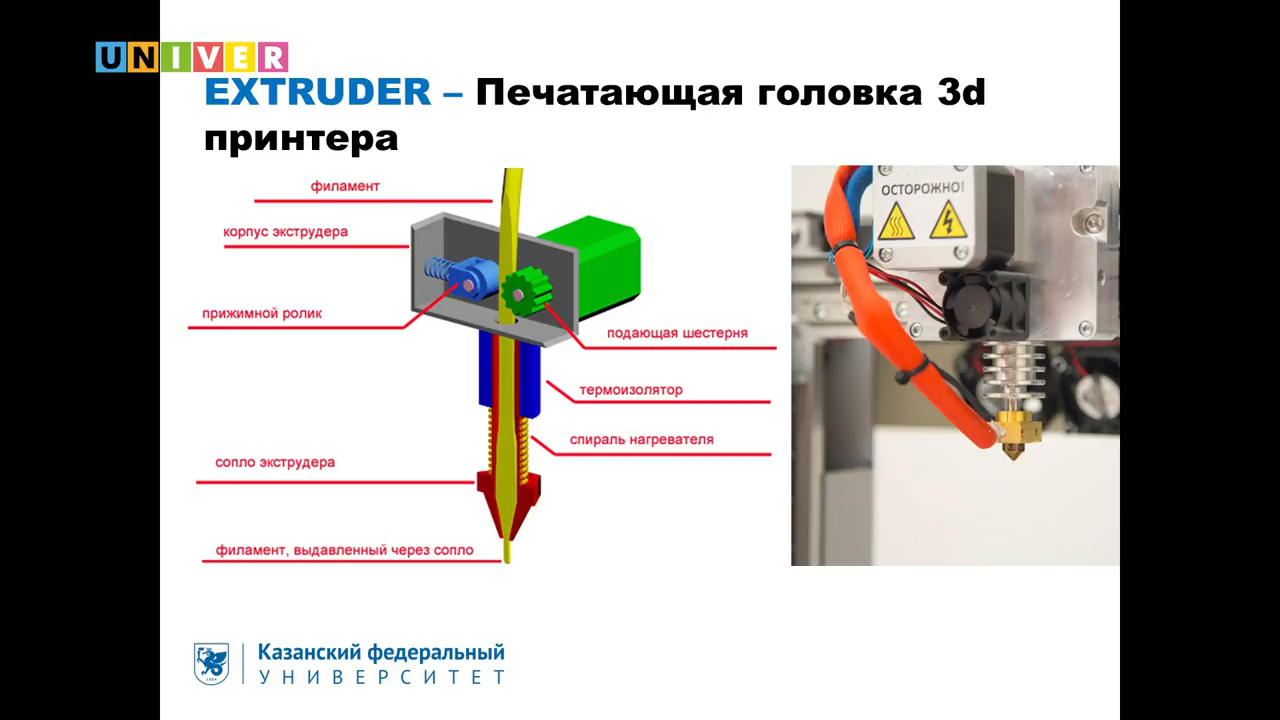 UNIVER
EXTRUDER – Печатающая головка 3d
принтера
филамент
корпус экструдера
прижимной ролик
подающая шестерня
термоизолятор
спираль нагревателя
сопло экструдера
филамент, выдавленный через сопло
ОСТОРОЖНО!
Казанский федеральный
УНИВЕРСИТЕТ